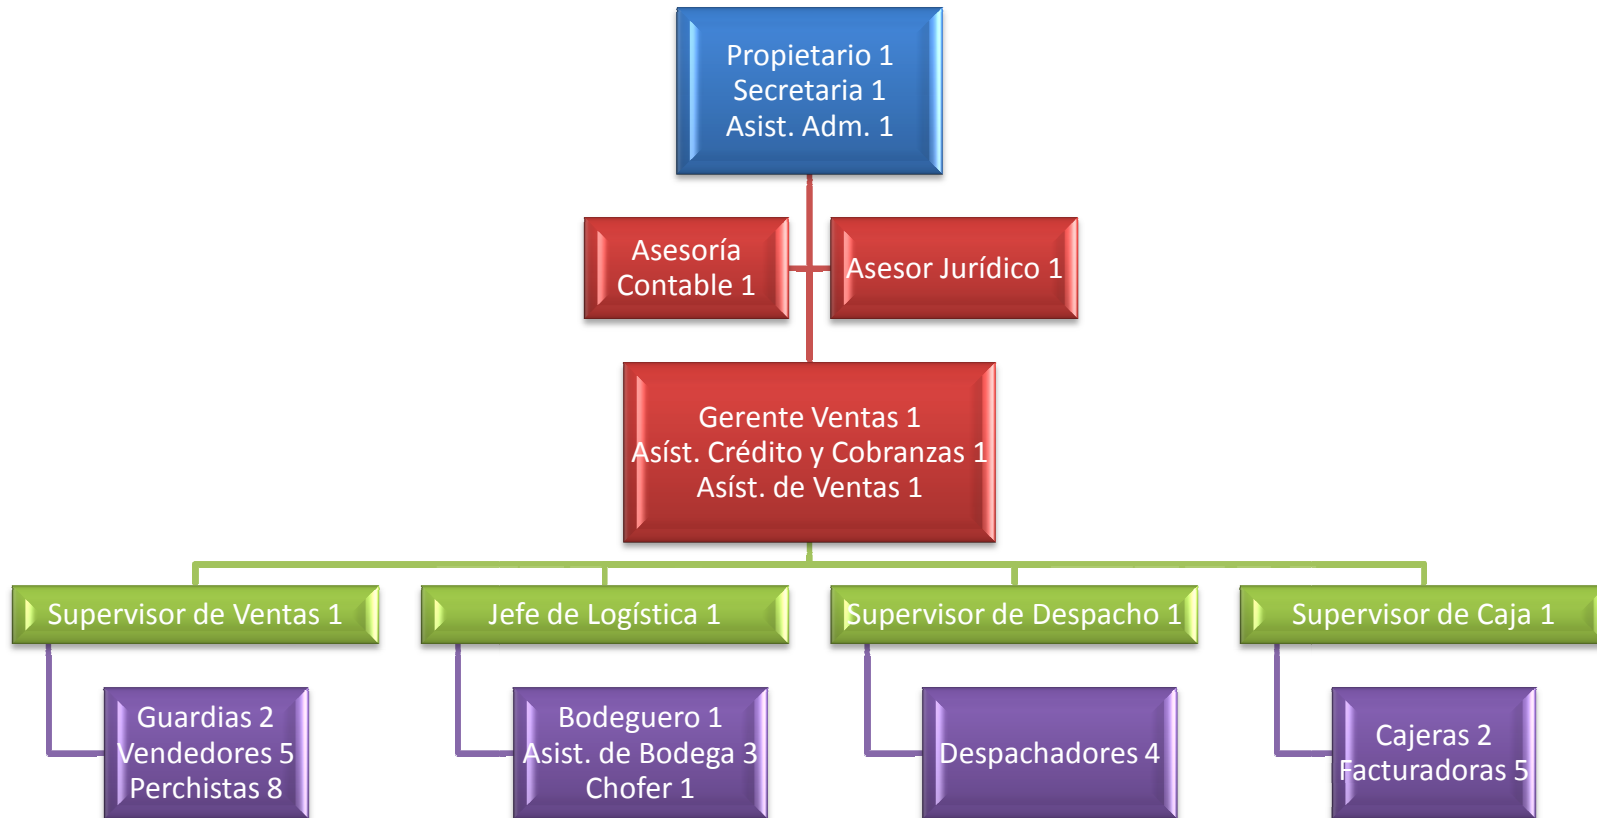 Propietario 1
Secretaria 1
Asist. Adm. 1
Asesoría
Contable 1
Asesor Jurídico 1
Gerente Ventas 1
Asíst. Crédito y Cobranzas 1
Asíst. de Ventas 1
Supervisor de Ventas 1
Jefe de Logística 1
Supervisor de Despacho 1
Supervisor de Caja 1
Guardias 2
Vendedores 5
Perchistas 8
Bodeguero 1
Asist. de Bodega 3
Chofer 1
Despachadores 4
Cajeras 2
Facturadoras 5